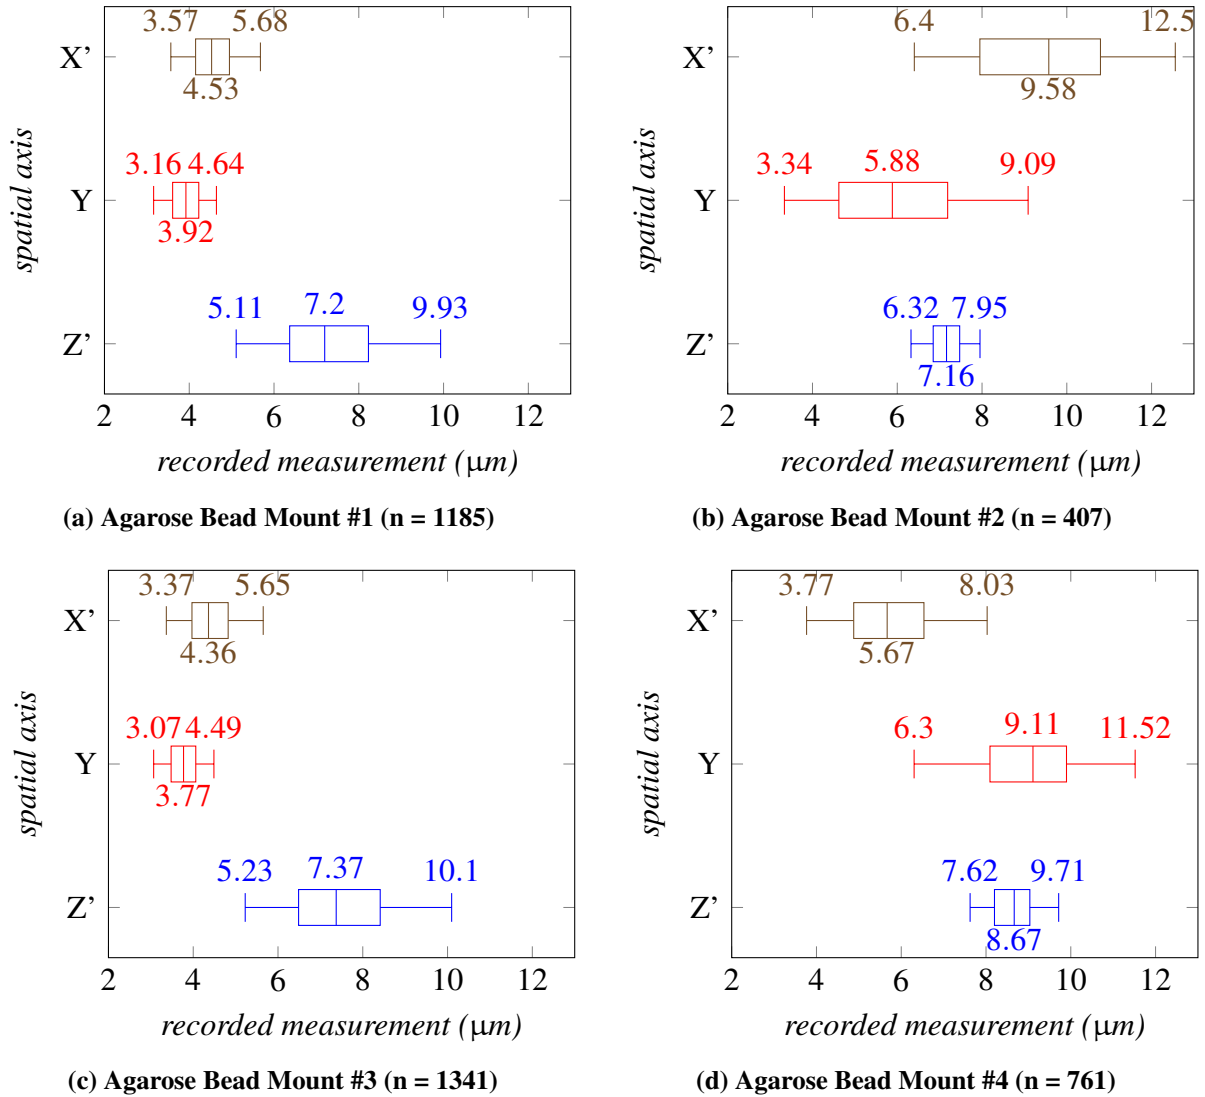 3.57 5.68
X'
4.53
3.16 4.64
Y
3.92
5.11 7.2 9.93
Z'
2 4 6 8 10 12
spatial axis
recorded measurement (µm)
(a) Agarose Bead Mount #1 (n = 1185)
6.4 12.5
X'
9.58
3.34 5.88 9.09
Y
6.32 7.95
Z'
7.16
2 4 6 8 10 12
spatial axis
recorded measurement (µm)
(b) Agarose Bead Mount #2 (n = 407)
3.37 5.65
X'
4.36
3.07 4.49
Y
3.77
5.23 7.37 10.1
Z'
2 4 6 8 10 12
spatial axis
recorded measurement (µm)
(c) Agarose Bead Mount #3 (n = 1341)
3.77 8.03
X'
5.67
6.3 9.11 11.52
Y
7.62 9.71
Z'
8.67
2 4 6 8 10 12
spatial axis
recorded measurement (µm)
(d) Agarose Bead Mount #4 (n = 761)